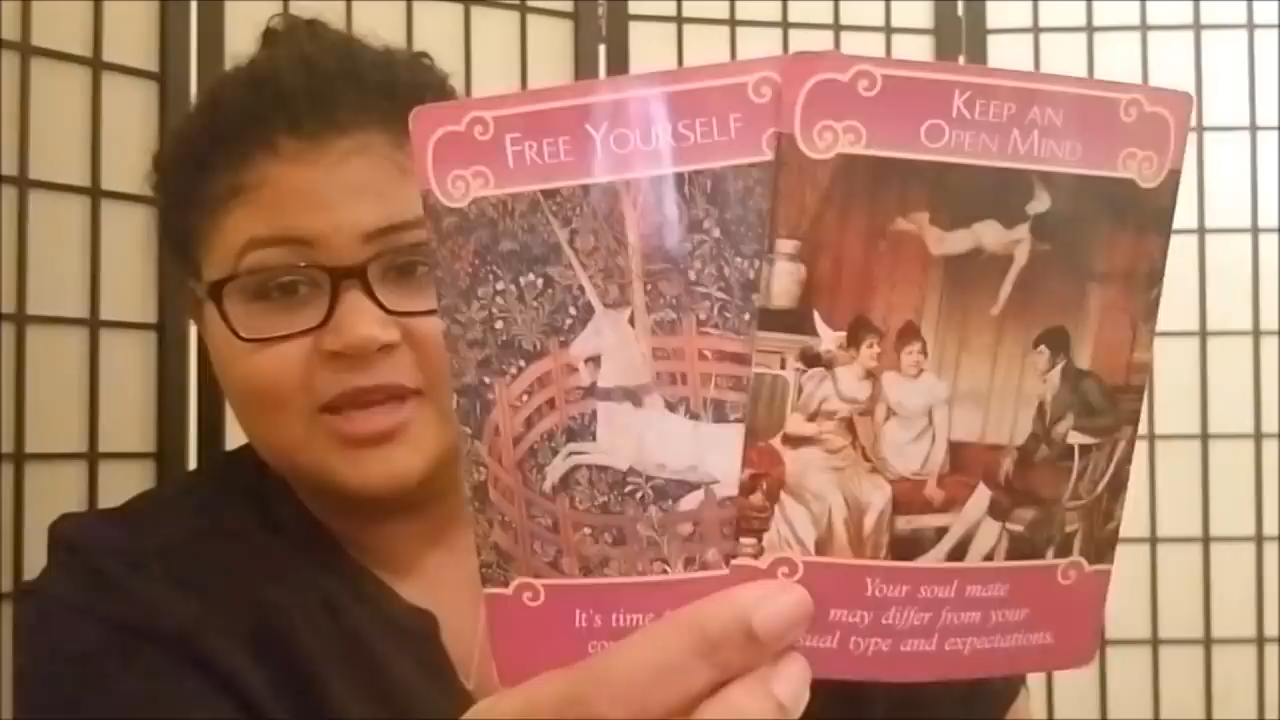 FREE YOURSELF
It's time
KEEP AN
OPEN MIND
Your soul mate
may differ from your
type and expectations.